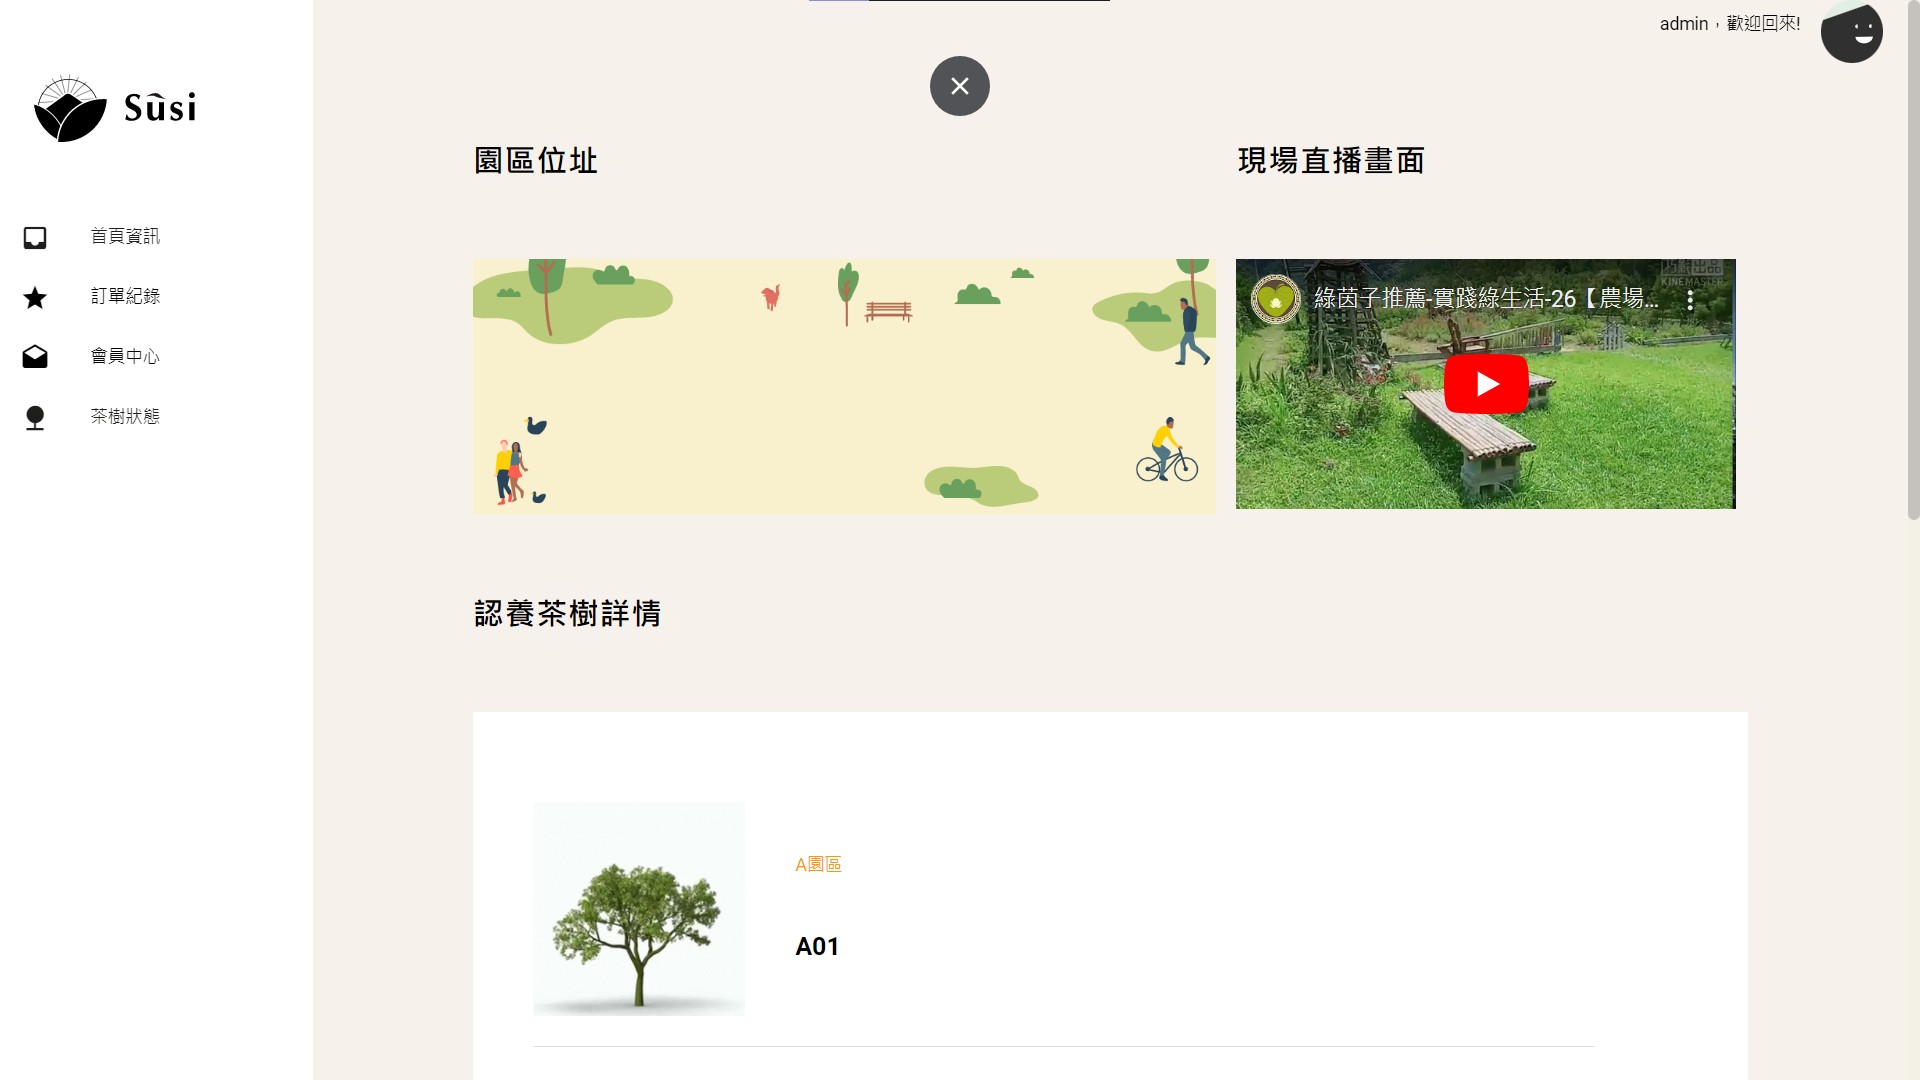 admin，歡迎回來!
Sûsi
首頁資訊
訂單紀錄
會員中心
茶樹狀態
園區位址
現場直播畫面
綠茵子推薦-實踐綠生活-26【農場...
KINEMASTER
認養茶樹詳情
A園區
A01